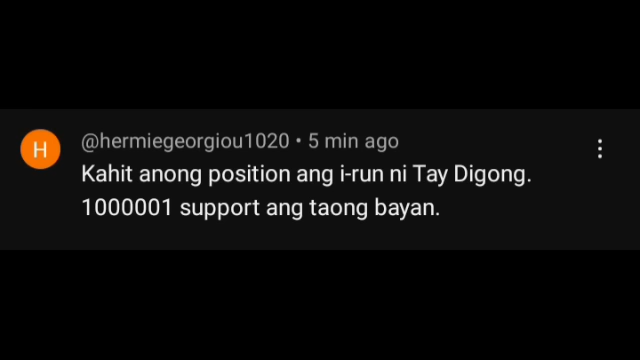 H
@hermiegeorgiou1020 • 5 min ago
Kahit anong position ang i-run ni Tay Digong.
1000001 support ang taong bayan.